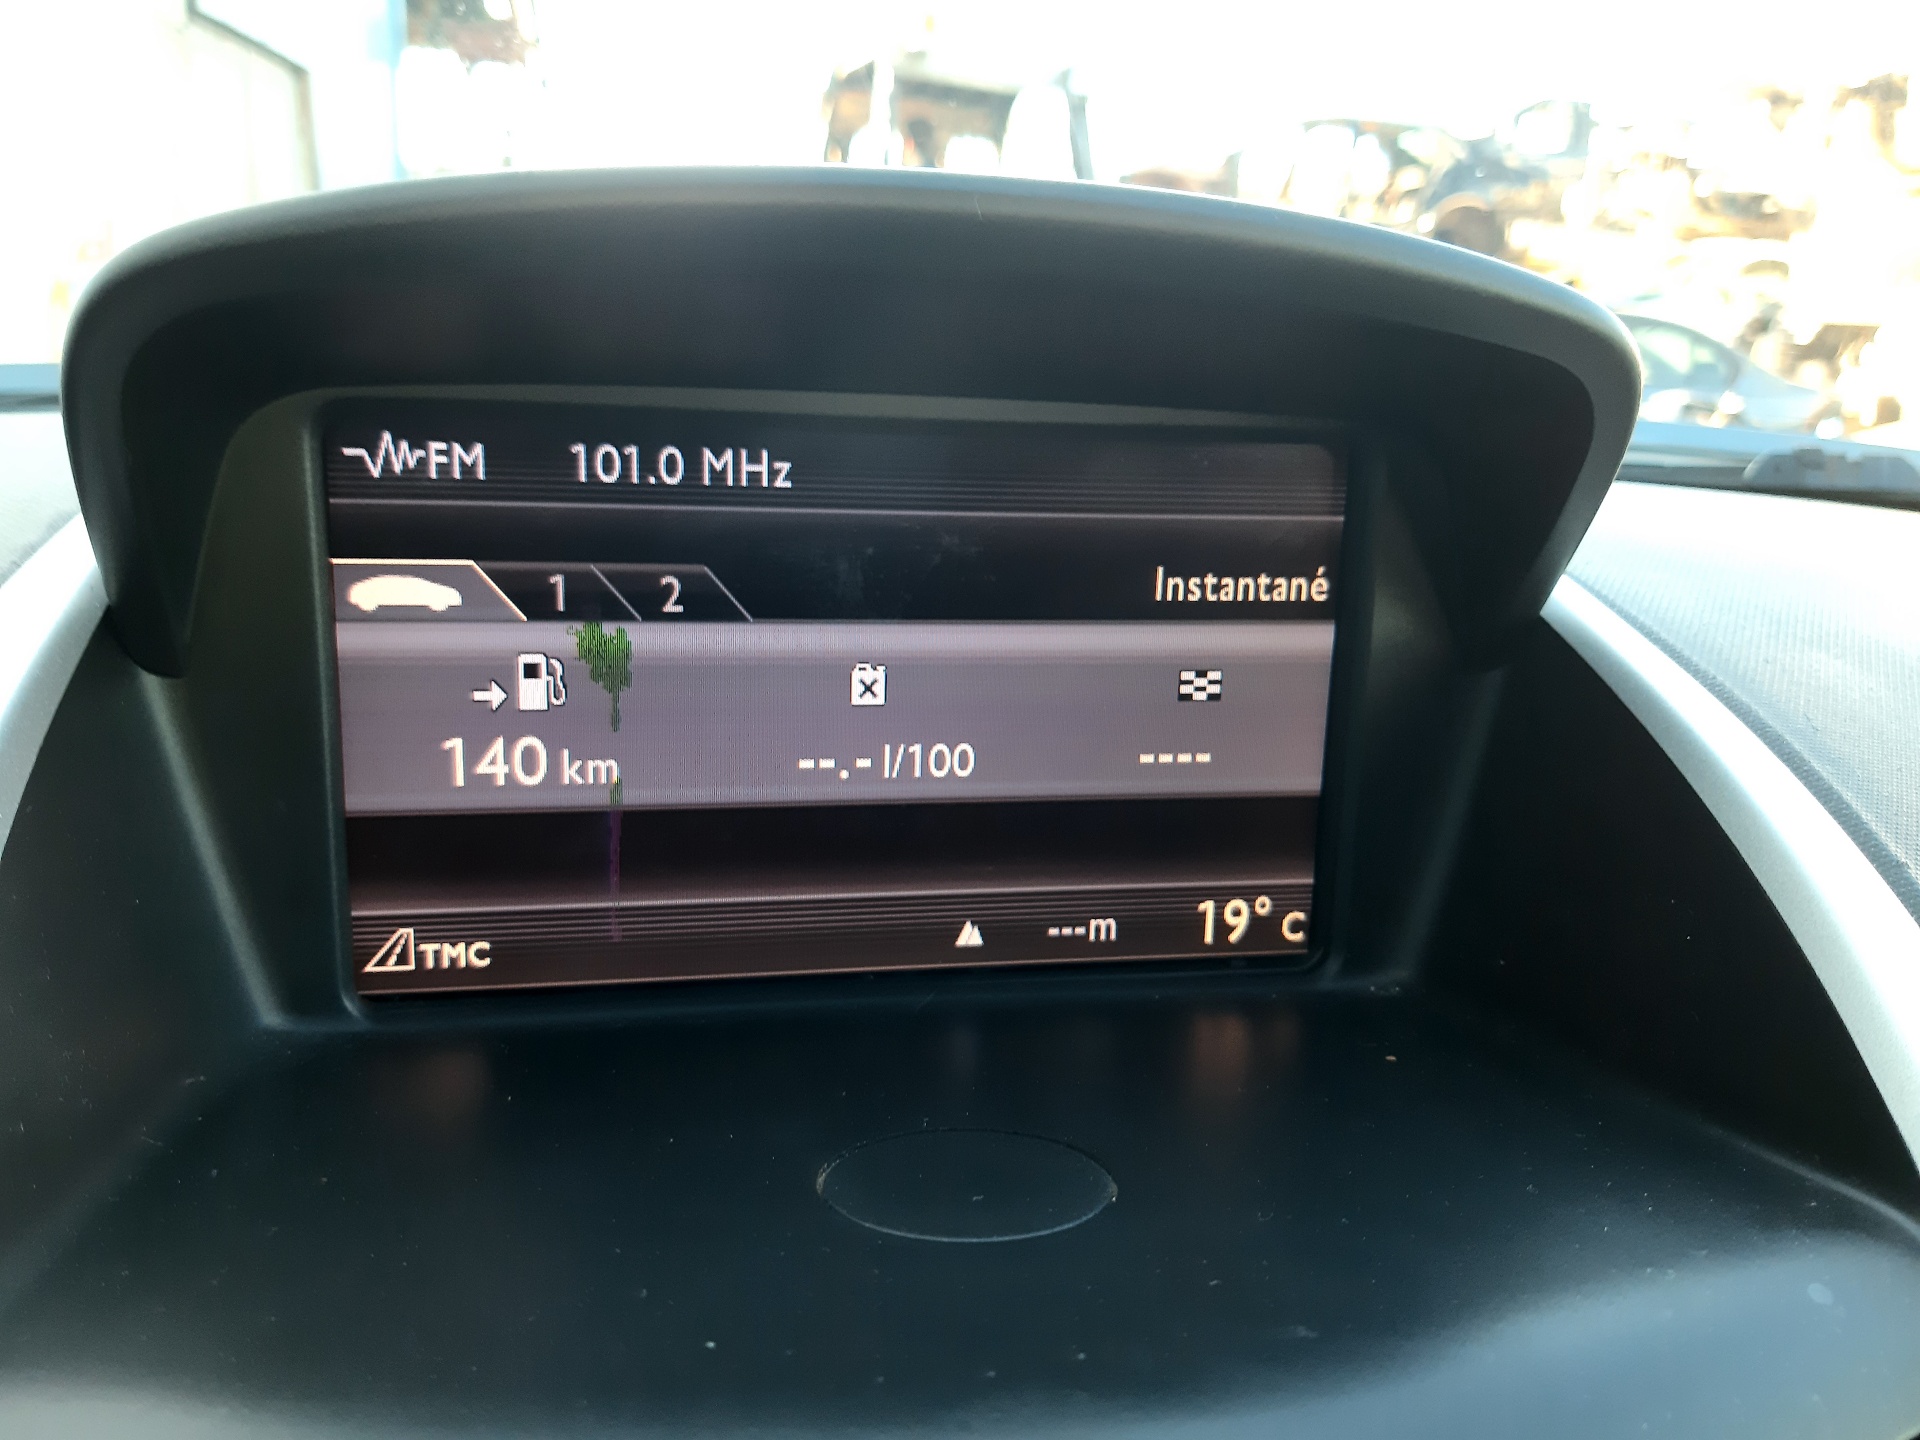 FM 101.0 MHz
1 2 Instantané
140 km --.- l/100 ----
TMC ---m 19° c